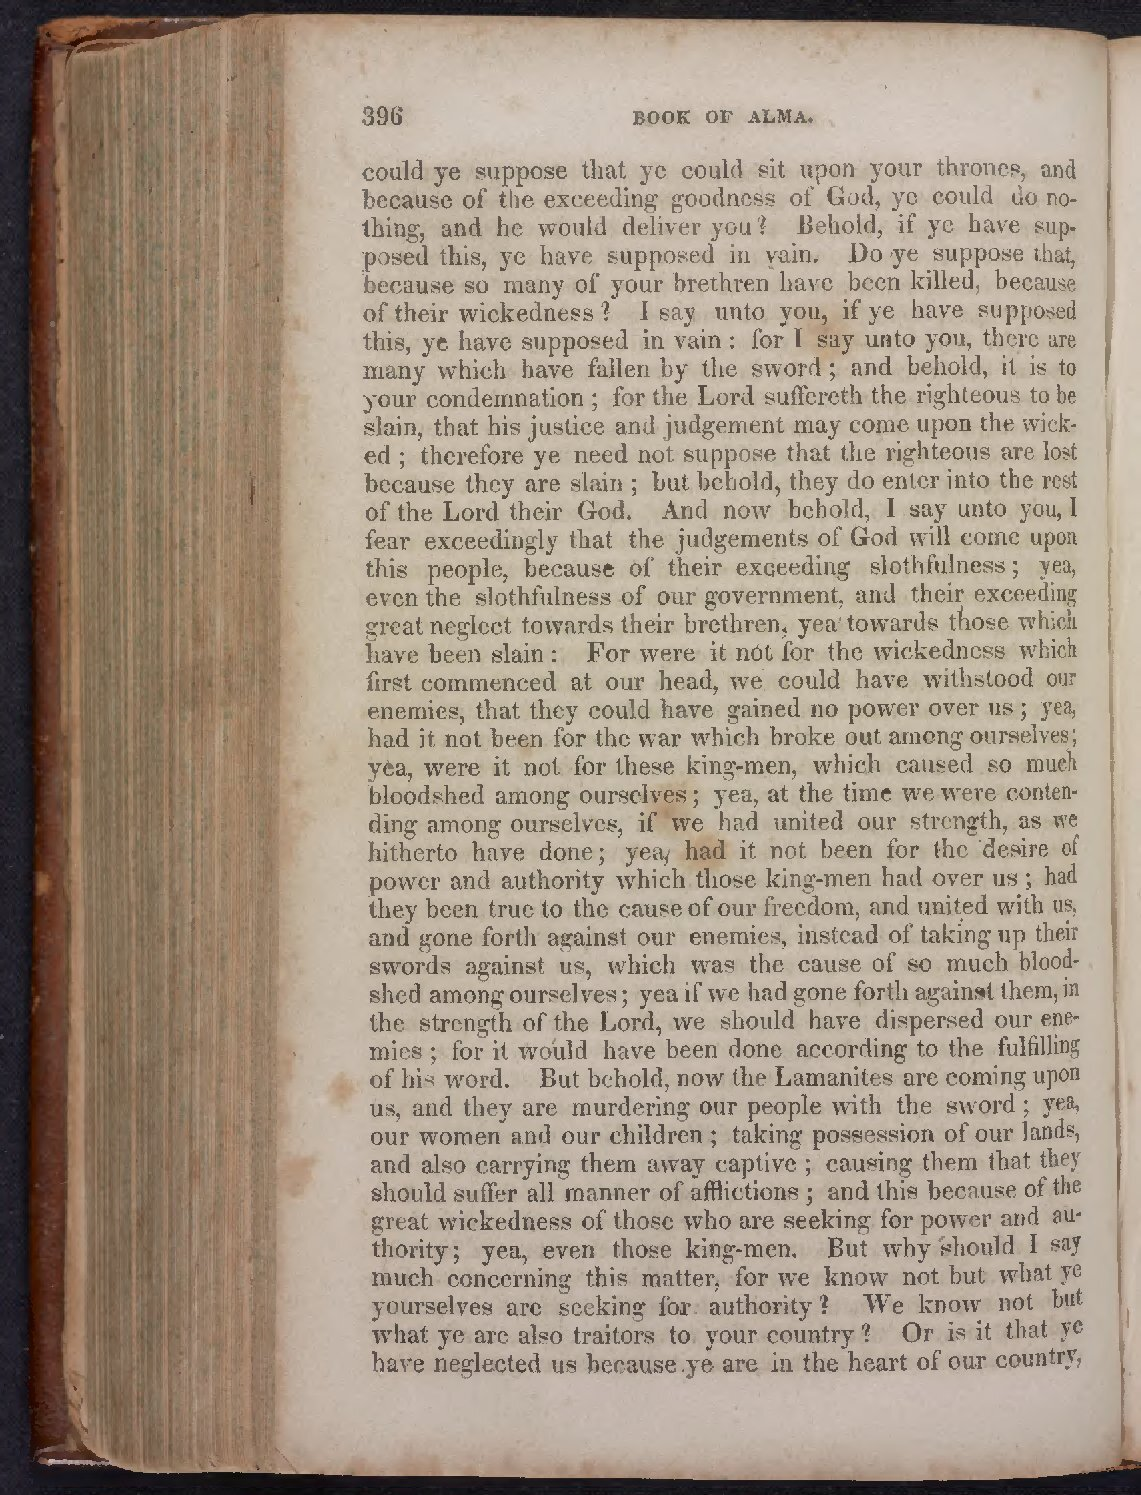 396 BOOK OF ALMA.
could ye suppose that ye could sit upon your thrones, and
because of the exceeding goodness of God, ye could do no-
thing, and he would deliver you? Behold, if ye have sup-
posed this, ye have supposed in vain. Do ye suppose that,
because so many of your brethren have been killed, because
of their wickedness? I say unto you, if ye have supposed
this, ye have supposed in vain: for I say unto you, there are
many which have fallen by the sword; and behold, it is to
your condemnation; for the Lord suffereth the righteous to be
slain, that his justice and judgement may come upon the wick-
ed; therefore ye need not suppose that the righteous are lost
because they are slain; but behold, they do enter into the rest
of the Lord their God. And now behold, I say unto you, I
fear exceedingly that the judgements of God will come upon
this people, because of their exceeding slothfulness; yea,
even the slothfulness of our government, and their exceeding
great neglect towards their brethren, yea towards those which
have been slain: For were it not for the wickedness which
first commenced at our head, we could have withstood our
enemies, that they could have gained no power over us; yea,
had it not been for the war which broke out among ourselves;
yea, were it not for these king-men, which caused so much
bloodshed among ourselves; yea, at the time we were conten-
ding among ourselves, if we had united our strength, as we
hitherto have done; yea, had it not been for the desire of
power and authority which those king-men had over us; had
they been true to the cause of our freedom, and united with us,
and gone forth against our enemies, instead of taking up their
swords against us, which was the cause of so much blood-
shed among ourselves; yea if we had gone forth against them, in
the strength of the Lord, we should have dispersed our ene-
mies; for it would have been done according to the fulfilling
of his word. But behold, now the Lamanites are coming upon
us, and they are murdering our people with the sword; yea,
our women and our children; taking possession of our lands,
and also carrying them away captive; causing them that they
should suffer all manner of afflictions; and this because of the
great wickedness of those who are seeking for power and au-
thority; yea, even those king-men. But why should I say
much concerning this matter, for we know not but what ye
yourselves are seeking for authority? We know not but
what ye are also traitors to your country? Or is it that ye
have neglected us because ye are in the heart of our country,